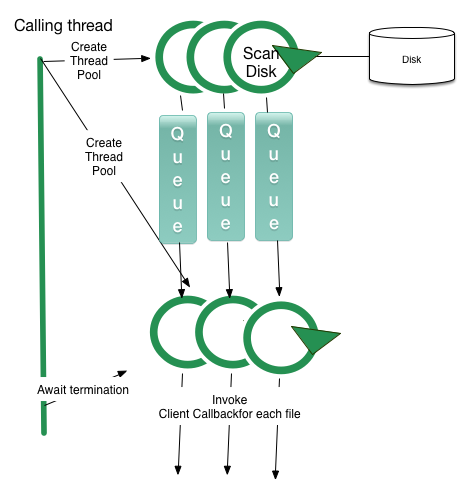 Calling thread
Create
Thread
Pool
Scan
Disk
Disk
Create
Thread
Pool
Q
u
e
u
e
Q
u
e
u
e
Q
u
e
u
e
Await termination
Invoke
Client Callbackfor each file